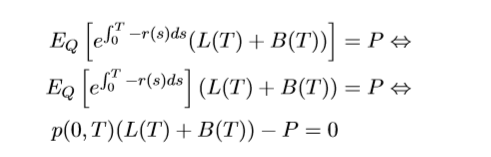 E_Q [e^{∫_0^T −r(s)ds}(L(T) + B(T))] = P ⇔
E_Q [e^{∫_0^T −r(s)ds}] (L(T) + B(T)) = P ⇔
p(0, T)(L(T) + B(T)) − P = 0